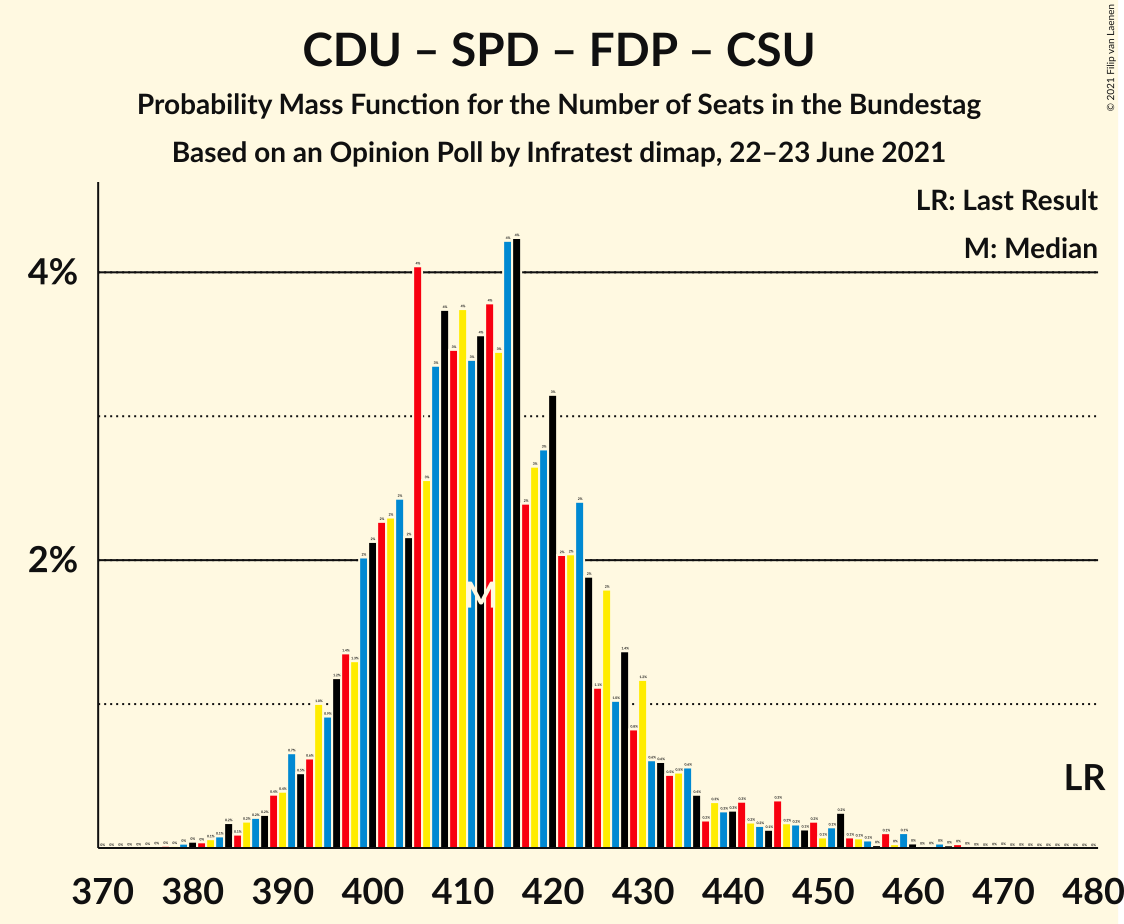 CDU – SPD – FDP – CSU
Probability Mass Function for the Number of Seats in the Bundestag
Based on an Opinion Poll by Infratest dimap, 22–23 June 2021
© 2021 Filip van Laenen
LR: Last Result
M: Median
4%
2%
M
LR
370 380 390 400 410 420 430 440 450 460 470 480